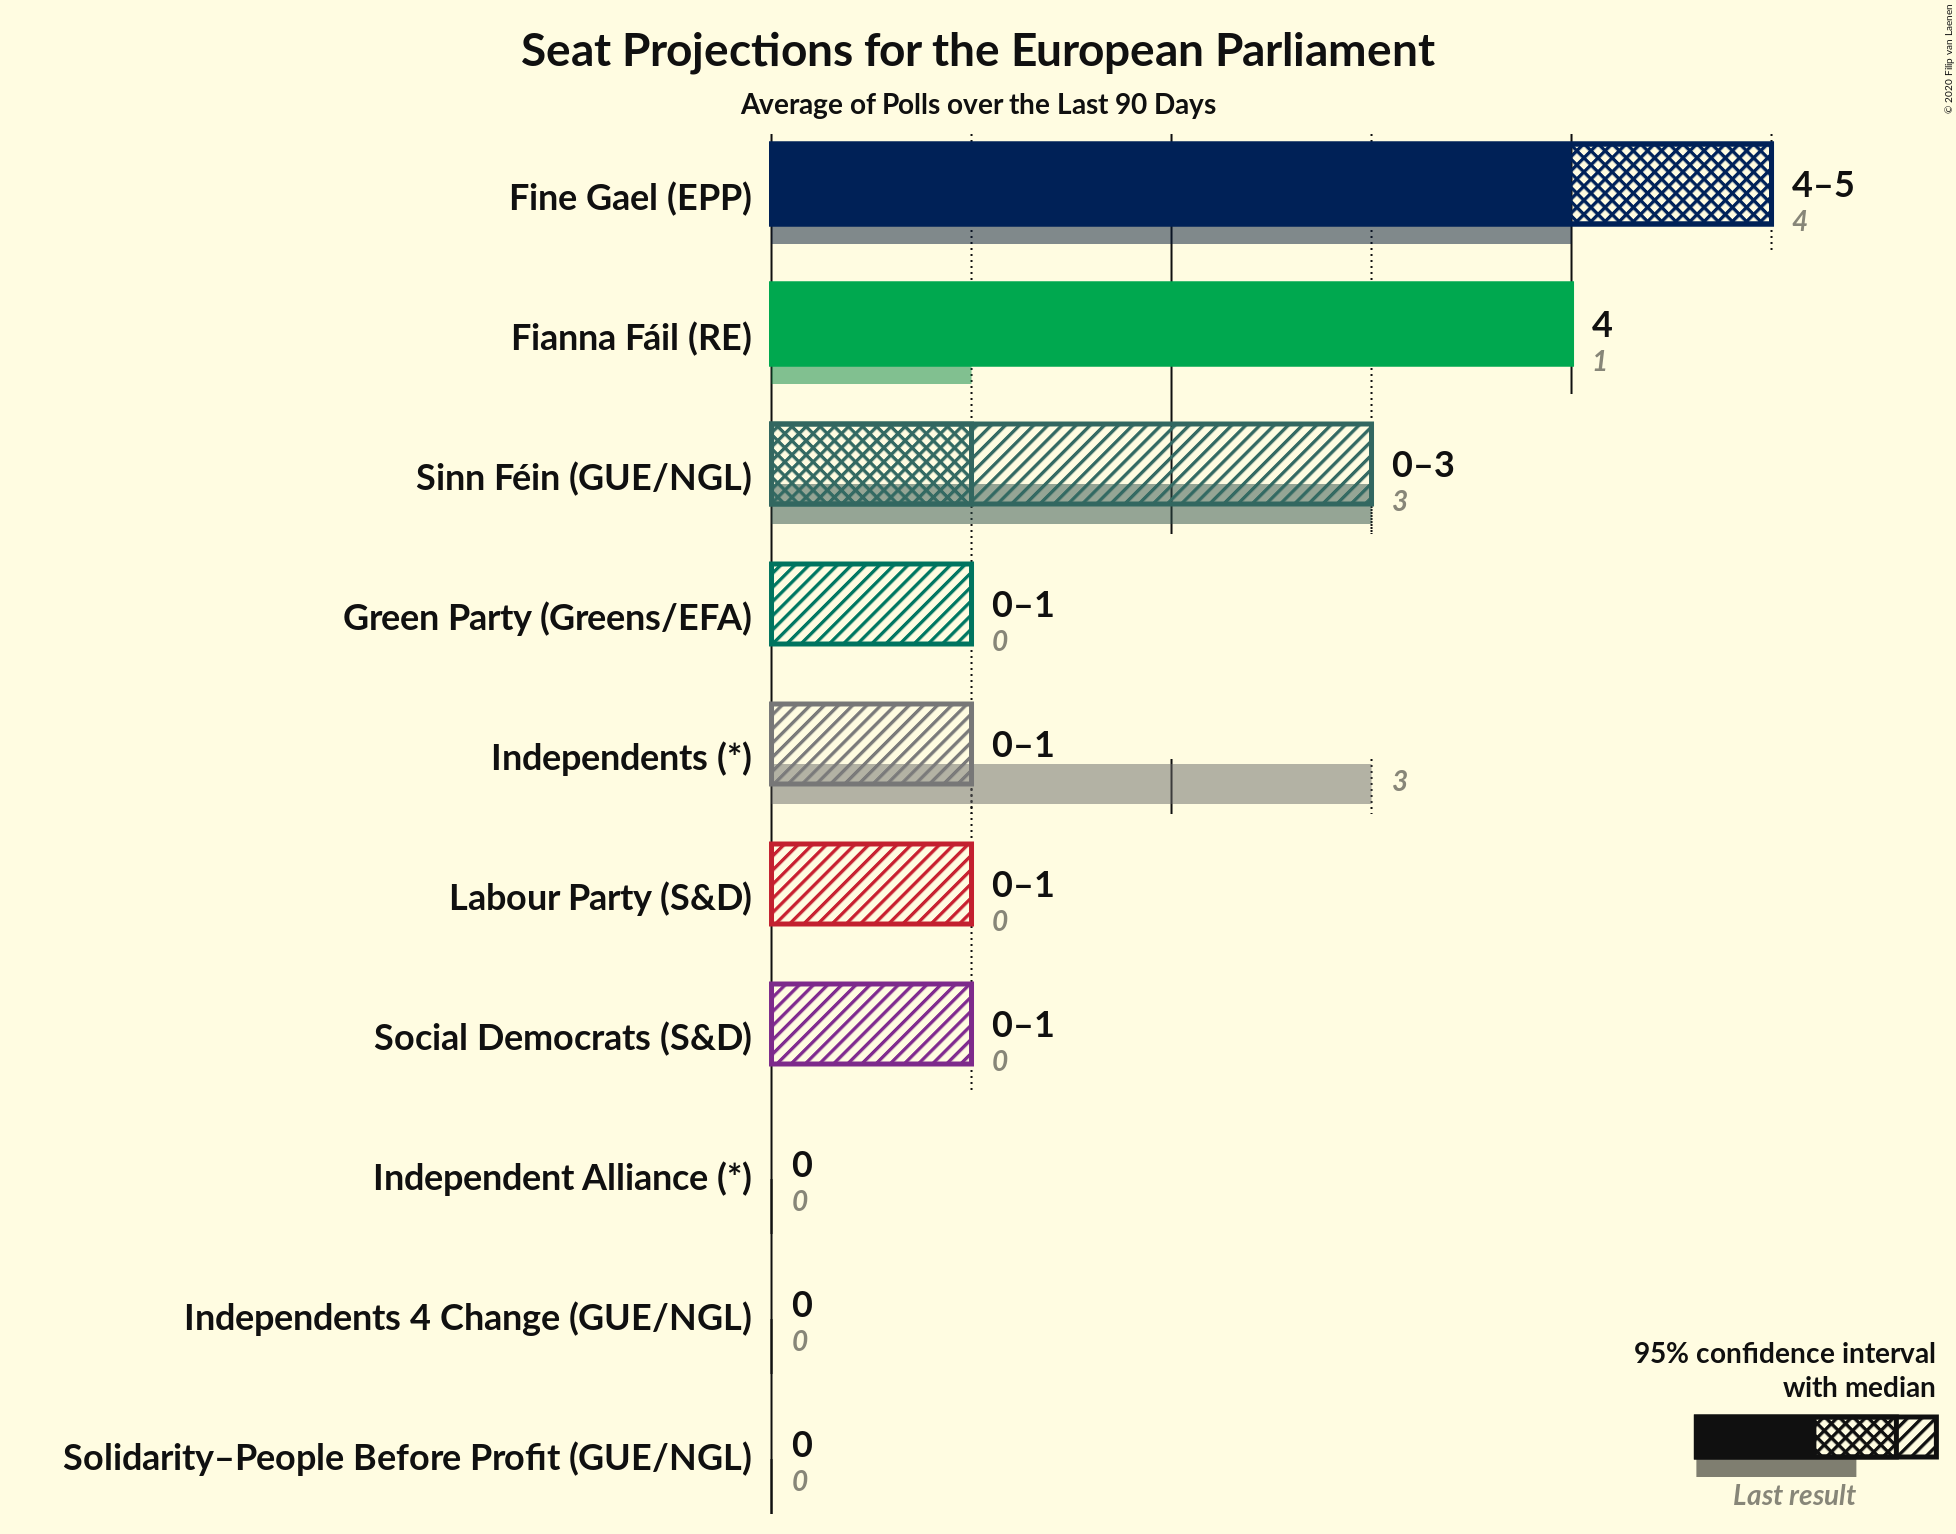 Seat Projections for the European Parliament
Average of Polls over the Last 90 Days
© 2020 Filip van Laenen
Fine Gael (EPP)
4–5
4
Fianna Fáil (RE)
4
1
Sinn Féin (GUE/NGL)
0–3
3
Green Party (Greens/EFA)
0–1
0
Independents (*)
0–1
3
Labour Party (S&D)
0–1
0
Social Democrats (S&D)
0–1
0
Independent Alliance (*)
0
0
Independents 4 Change (GUE/NGL)
0
0
Solidarity–People Before Profit (GUE/NGL)
0
0
95% confidence interval
with median
Last result